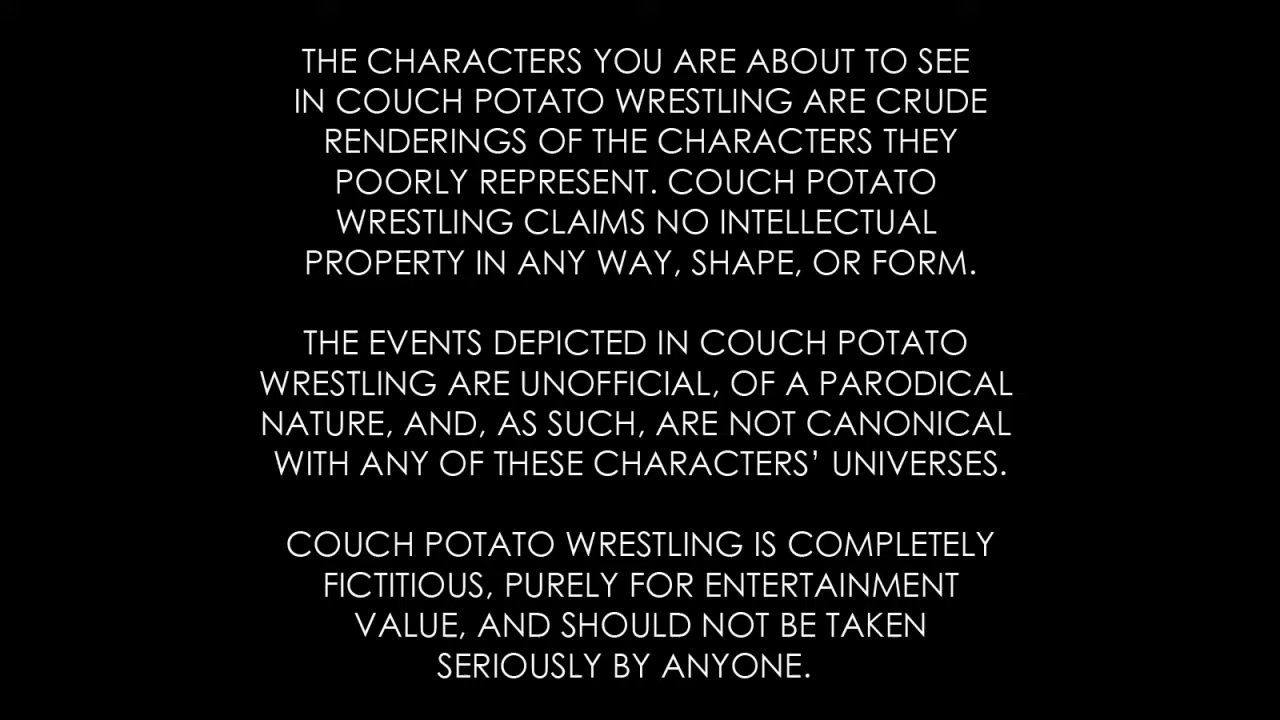 THE CHARACTERS YOU ARE ABOUT TO SEE
IN COUCH POTATO WRESTLING ARE CRUDE
RENDERINGS OF THE CHARACTERS THEY
POORLY REPRESENT. COUCH POTATO
WRESTLING CLAIMS NO INTELLECTUAL
PROPERTY IN ANY WAY, SHAPE, OR FORM.
THE EVENTS DEPICTED IN COUCH POTATO
WRESTLING ARE UNOFFICIAL, OF A PARODICAL
NATURE, AND, AS SUCH, ARE NOT CANONICAL
WITH ANY OF THESE CHARACTERS’ UNIVERSES.
COUCH POTATO WRESTLING IS COMPLETELY
FICTITIOUS, PURELY FOR ENTERTAINMENT
VALUE, AND SHOULD NOT BE TAKEN
SERIOUSLY BY ANYONE.